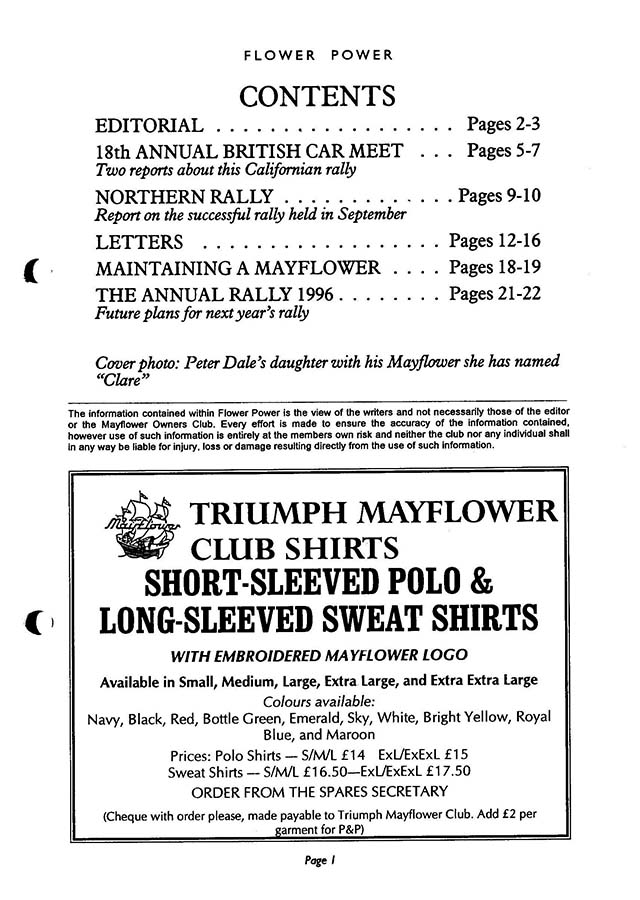 FLOWER POWER
CONTENTS
EDITORIAL . . . . . . . . . . . . . . . . . . Pages 2-3
18th ANNUAL BRITISH CAR MEET . . . Pages 5-7
Two reports about this Californian rally
NORTHERN RALLY . . . . . . . . . . . . . Pages 9-10
Report on the successful rally held in September
LETTERS . . . . . . . . . . . . . . . . . . Pages 12-16
MAINTAINING A MAYFLOWER . . . . Pages 18-19
THE ANNUAL RALLY 1996 . . . . . . . . Pages 21-22
Future plans for next year's rally
Cover photo: Peter Dale's daughter with his Mayflower she has named
“Clare”
The information contained within Flower Power is the view of the writers and not necessarily those of the editor
or the Mayflower Owners Club. Every effort is made to ensure the accuracy of the information contained,
however use of such information is entirely at the members own risk and neither the club nor any individual shall
in any way be liable for injury, loss or damage resulting directly from the use of such information.
Mayflower
TRIUMPH MAYFLOWER
CLUB SHIRTS
SHORT-SLEEVED POLO &
LONG-SLEEVED SWEAT SHIRTS
WITH EMBROIDERED MAYFLOWER LOGO
Available in Small, Medium, Large, Extra Large, and Extra Extra Large
Colours available:
Navy, Black, Red, Bottle Green, Emerald, Sky, White, Bright Yellow, Royal
Blue, and Maroon
Prices: Polo Shirts — S/M/L £14 ExL/ExExL £15
Sweat Shirts — S/M/L £16.50—ExL/ExExL £17.50
ORDER FROM THE SPARES SECRETARY
(Cheque with order please, made payable to Triumph Mayflower Club. Add £2 per
garment for P&P)
Page 1